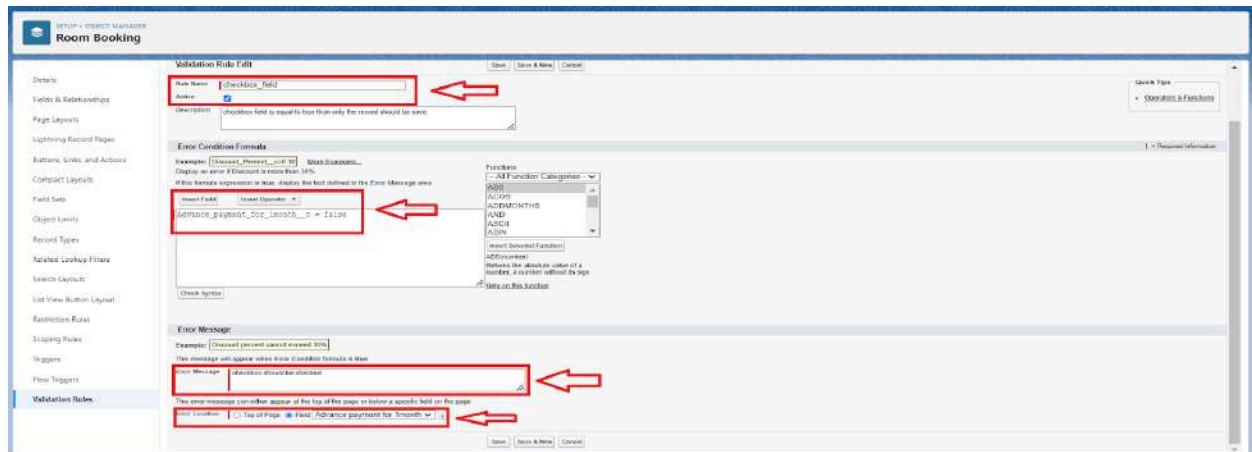 SETUP > OBJECT MANAGER
Room Booking
Details
Fields & Relationships
Page Layouts
Lightning Record Pages
Buttons, Links, and Actions
Compact Layouts
Field Sets
Object Limits
Record Types
Related Lookup Filters
Search Layouts
List View Button Layout
Restriction Rules
Scoping Rules
Triggers
Flow Triggers
Validation Rules
Validation Rule Edit
Save Save & New Cancel
Rule Name checkbox_field
Active
Description checkbox field is equal to true than only the record should be save
Quick Tips
Operators & Functions
Error Condition Formula
= Required Information
Example: Discount_Percent__c>0.30 More Examples...
Display an error if Discount is more than 30%
If this formula expression is true, display the text defined in the Error Message area
Insert Field Insert Operator
Advance_payment_for_1month__c = false
Functions
-- All Function Categories --
ABS
ACOS
ADDMONTHS
AND
ASCII
ASIN
Insert Selected Function
ABS(number)
Returns the absolute value of a
number, a number without its sign
Help on this function
Check Syntax
Error Message
Example: Discount percent cannot exceed 30%
This message will appear when Error Condition formula is true
Error Message checkbox should be checked
This error message can either appear at the top of the page or below a specific field on the page
Error Location Top of Page Field Advance payment for 1month i
Save Save & New Cancel